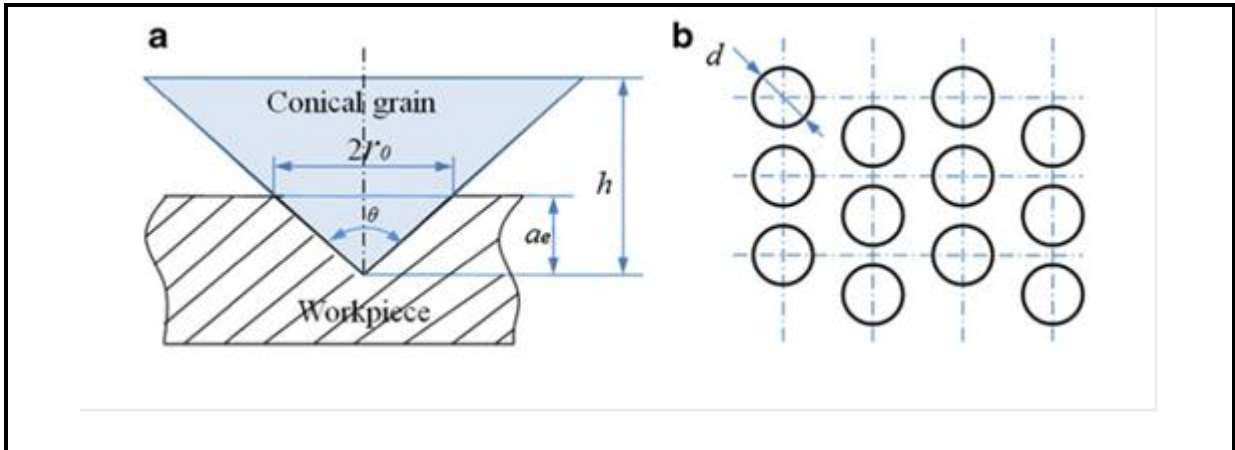 a
Conical grain
2r₀
θ
h
aₑ
Workpiece
b
d